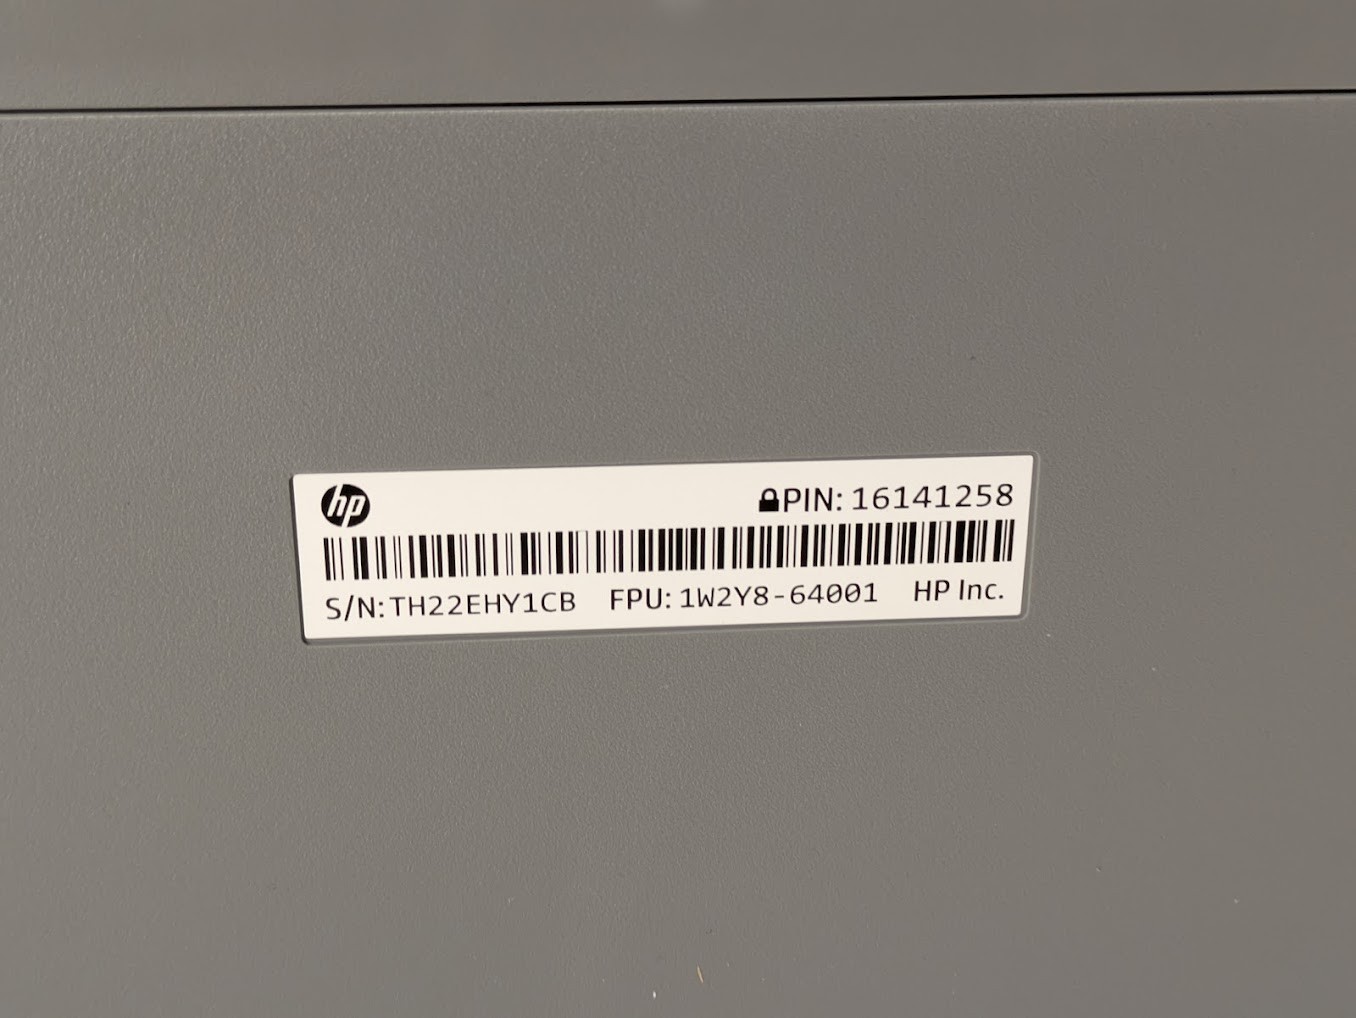 hp
PIN: 16141258
S/N:TH22EHY1CB FPU: 1W2Y8-64001 HP Inc.